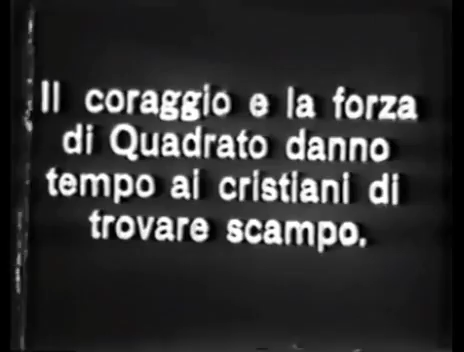 Il coraggio e la forza
di Quadrato danno
tempo ai cristiani di
trovare scampo.